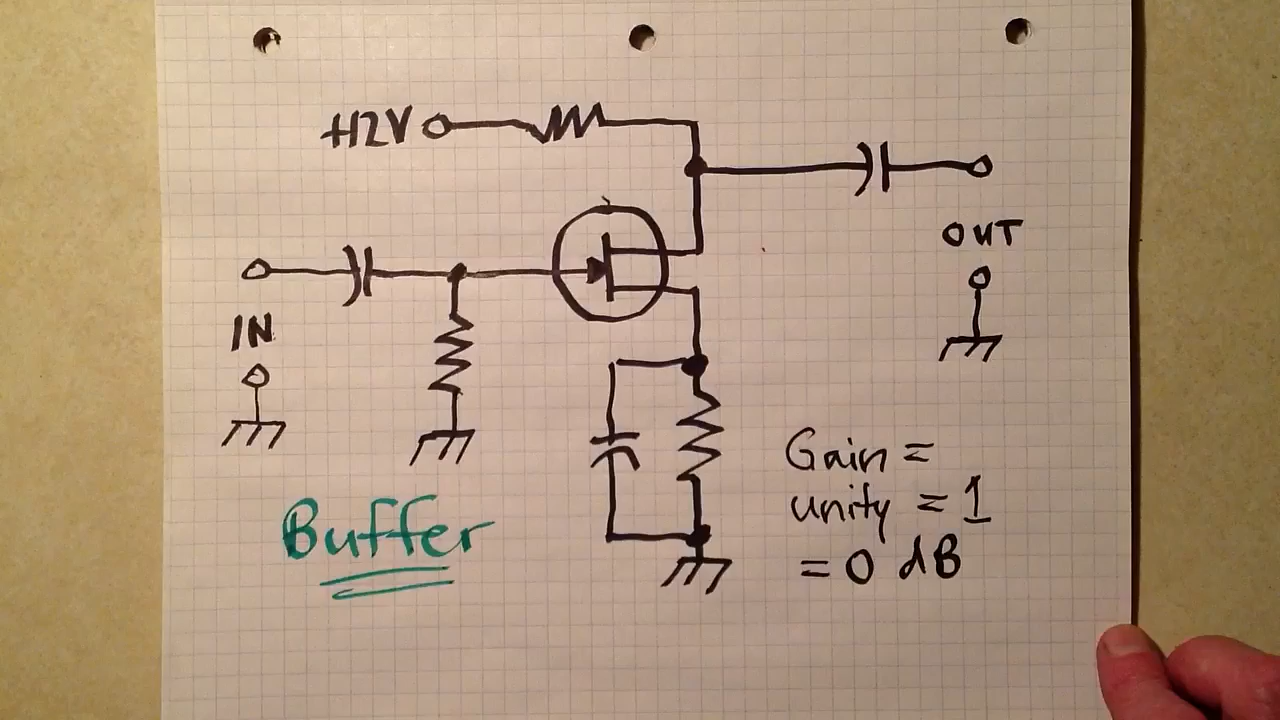 +12V
OUT
IN
Gain =
unity = 1
= 0 dB
Buffer